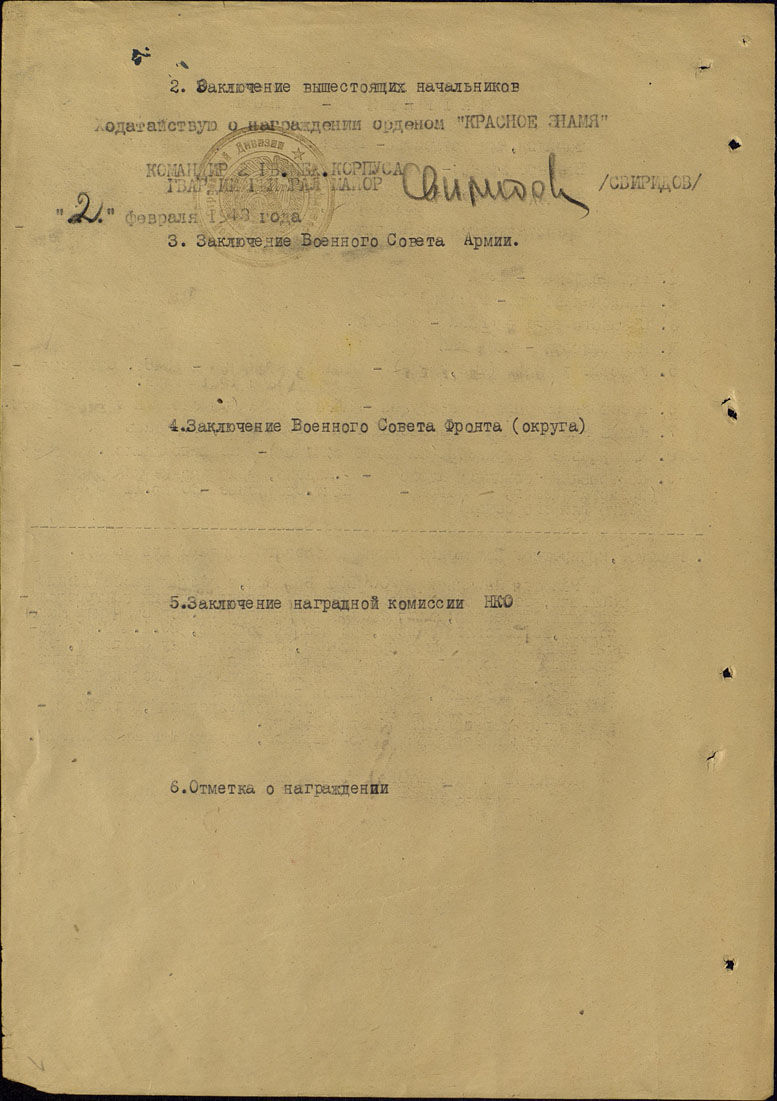 2. Заключение вышестоящих начальников
Ходатайствую о награждении орденом "КРАСНОЕ ЗНАМЯ"
КОМАНДИР 2 ГВ. КОРПУСА
ГВАРДИИ ГЕНЕРАЛ МАЙОР Свиридов /СВИРИДОВ/
"2." февраля 1943 года
Дивизии
3. Заключение Военного Совета Армии.
4.Заключение Военного Совета Фронта (округа)
5.Заключение наградной комиссии НКО
6.Отметка о награждении